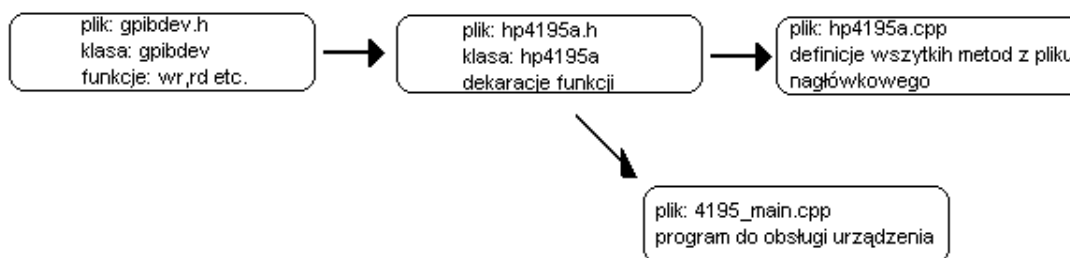 plik: gpibdev.h
klasa: gpibdev
funkcje: wr,rd etc.
plik: hp4195a.h
klasa: hp4195a
dekaracje funkcji
plik: hp4195a.cpp
definicje wszytkih metod z pliku
nagłówkowego
plik: 4195_main.cpp
program do obsługi urządzenia